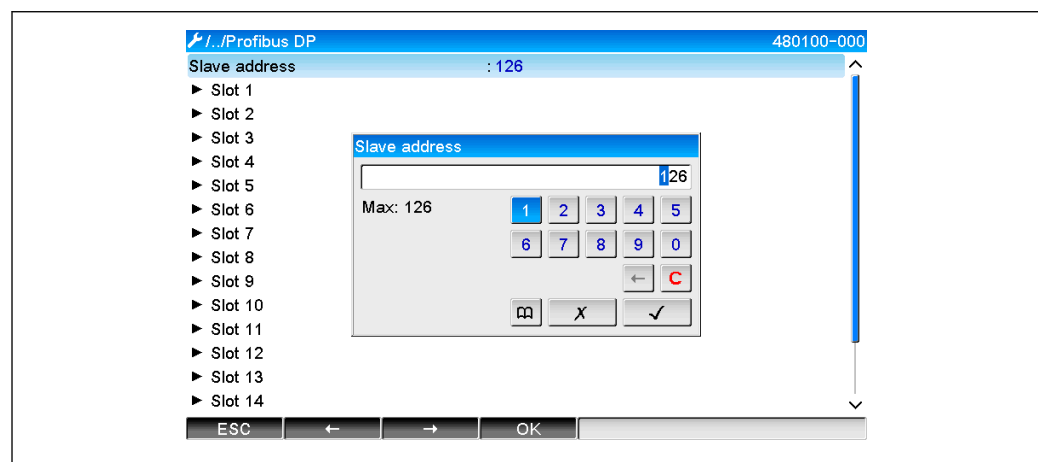 /../Profibus DP 480100-000
Slave address : 126
► Slot 1
► Slot 2
► Slot 3
► Slot 4
► Slot 5
► Slot 6
► Slot 7
► Slot 8
► Slot 9
► Slot 10
► Slot 11
► Slot 12
► Slot 13
► Slot 14
Slave address
126
Max: 126
1 2 3 4 5
6 7 8 9 0
← C
✗ ✓
ESC ← → OK